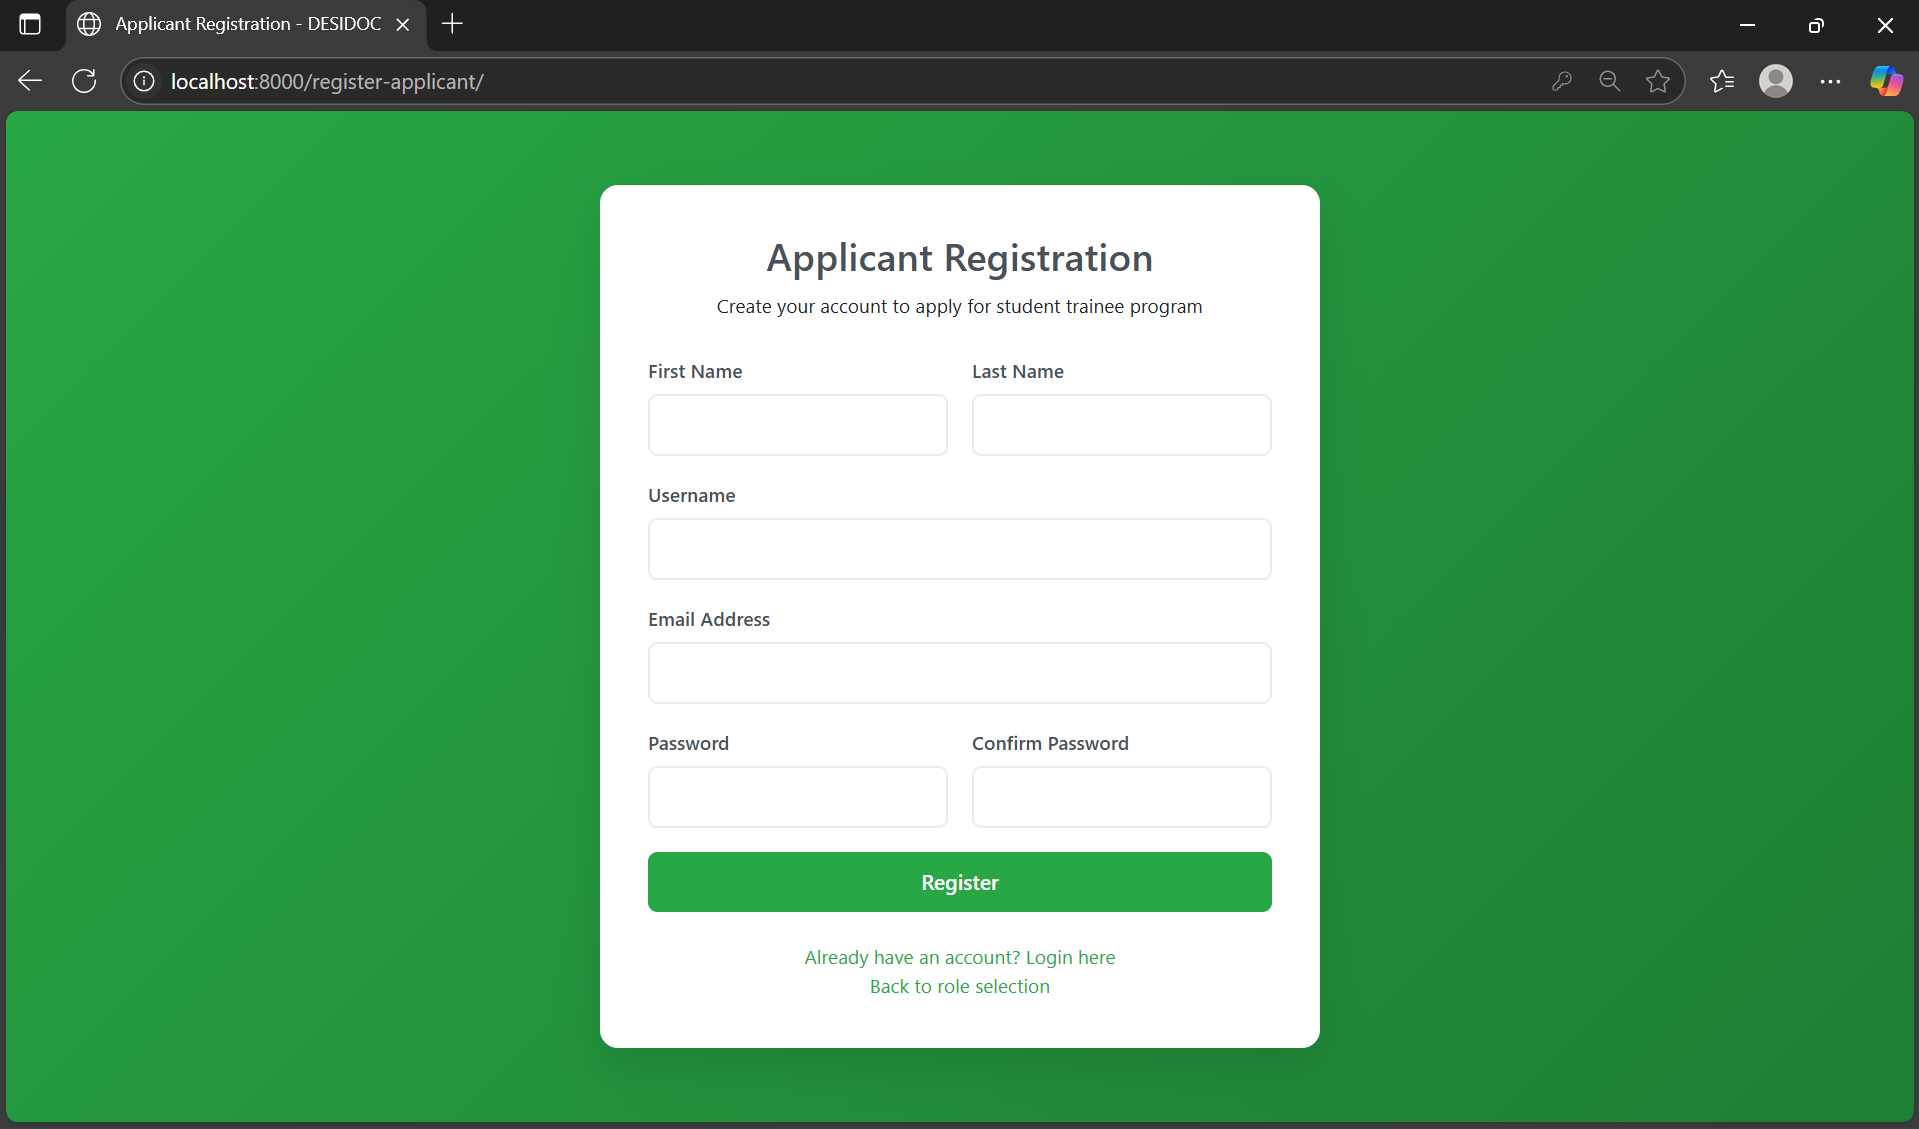 Applicant Registration - DESIDOC
localhost:8000/register-applicant/
Applicant Registration
Create your account to apply for student trainee program
First Name
Last Name
Username
Email Address
Password
Confirm Password
Register
Already have an account? Login here
Back to role selection